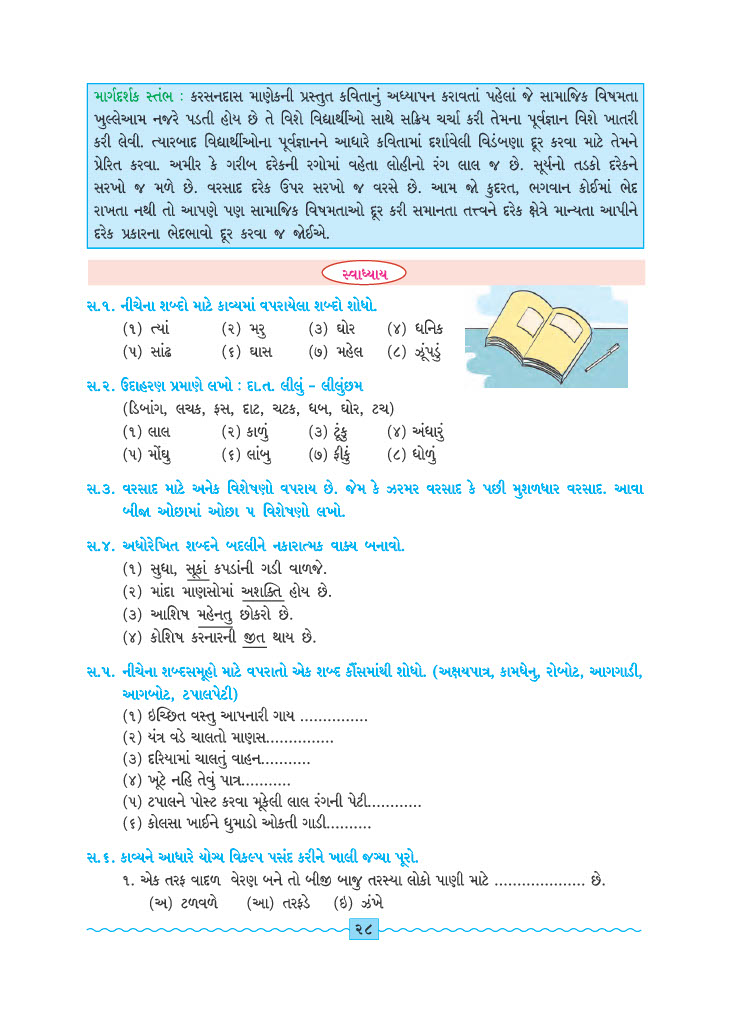 માર્ગદર્શક સ્તંભ : કરસનદાસ માણેકની પ્રસ્તુત કવિતાનું અધ્યાપન કરાવતાં પહેલાં જે સામાજિક વિષમતા
ખુલ્લેઆમ નજરે પડતી હોય છે તે વિશે વિદ્યાર્થીઓ સાથે સક્રિય ચર્ચા કરી તેમના પૂર્વજ્ઞાન વિશે ખાતરી
કરી લેવી. ત્યારબાદ વિદ્યાર્થીઓના પૂર્વજ્ઞાનને આધારે કવિતામાં દર્શાવેલી વિડંબણા દૂર કરવા માટે તેમને
પ્રેરિત કરવા. અમીર કે ગરીબ દરેકની રગોમાં વહેતા લોહીનો રંગ લાલ જ છે. સૂર્યનો તડકો દરેકને
સરખો જ મળે છે. વરસાદ દરેક ઉપર સરખો જ વરસે છે. આમ જો કુદરત, ભગવાન કોઈમાં ભેદ
રાખતા નથી તો આપણે પણ સામાજિક વિષમતાઓ દૂર કરી સમાનતા તત્ત્વને દરેક ક્ષેત્રે માન્યતા આપીને
દરેક પ્રકારના ભેદભાવો દૂર કરવા જ જોઈએ.
સ્વાધ્યાય
સ.૧. નીચેના શબ્દો માટે કાવ્યમાં વપરાયેલા શબ્દો શોધો.
(૧) ત્યાં (૨) મરુ (૩) ઘોર (૪) ધનિક
(૫) સાંઢ (૬) ઘાસ (૭) મહેલ (૮) ઝૂંપડું
સ.૨. ઉદાહરણ પ્રમાણે લખો : દા.ત. લીલું – લીલુંછમ
(ડિબાંગ, લચક, ફસ, દાટ, ચટક, ધબ, ઘોર, ટચ)
(૧) લાલ (૨) કાળું (૩) ટૂંકુ (૪) અંધારું
(૫) મોંઘુ (૬) લાંબુ (૭) ફીકું (૮) ધોળું
સ.૩. વરસાદ માટે અનેક વિશેષણો વપરાય છે. જેમ કે ઝરમર વરસાદ કે પછી મુશળધાર વરસાદ. આવા
બીજા ઓછામાં ઓછા ૫ વિશેષણો લખો.
સ.૪. અધોરેખિત શબ્દને બદલીને નકારાત્મક વાક્ય બનાવો.
(૧) સુધા, સૂકાં કપડાંની ગડી વાળજે.
(૨) માંદા માણસોમાં અશક્તિ હોય છે.
(૩) આશિષ મહેનતુ છોકરો છે.
(૪) કોશિષ કરનારની જીત થાય છે.
સ.૫. નીચેના શબ્દસમૂહો માટે વપરાતો એક શબ્દ કૌંસમાંથી શોધો. (અક્ષયપાત્ર, કામધેનુ, રોબોટ, આગગાડી,
આગબોટ, ટપાલપેટી)
(૧) ઇચ્છિત વસ્તુ આપનારી ગાય ...............
(૨) યંત્ર વડે ચાલતો માણસ...............
(૩) દરિયામાં ચાલતું વાહન...........
(૪) ખૂટે નહિ તેવું પાત્ર...........
(૫) ટપાલને પોસ્ટ કરવા મૂકેલી લાલ રંગની પેટી............
(૬) કોલસા ખાઈને ધુમાડો ઓકતી ગાડી..........
સ.૬. કાવ્યને આધારે યોગ્ય વિકલ્પ પસંદ કરીને ખાલી જગ્યા પૂરો.
૧. એક તરફ વાદળ વેરણ બને તો બીજી બાજુ તરસ્યા લોકો પાણી માટે .................... છે.
(અ) ટળવળે (આ) તરફડે (ઇ) ઝંખે
૨૮